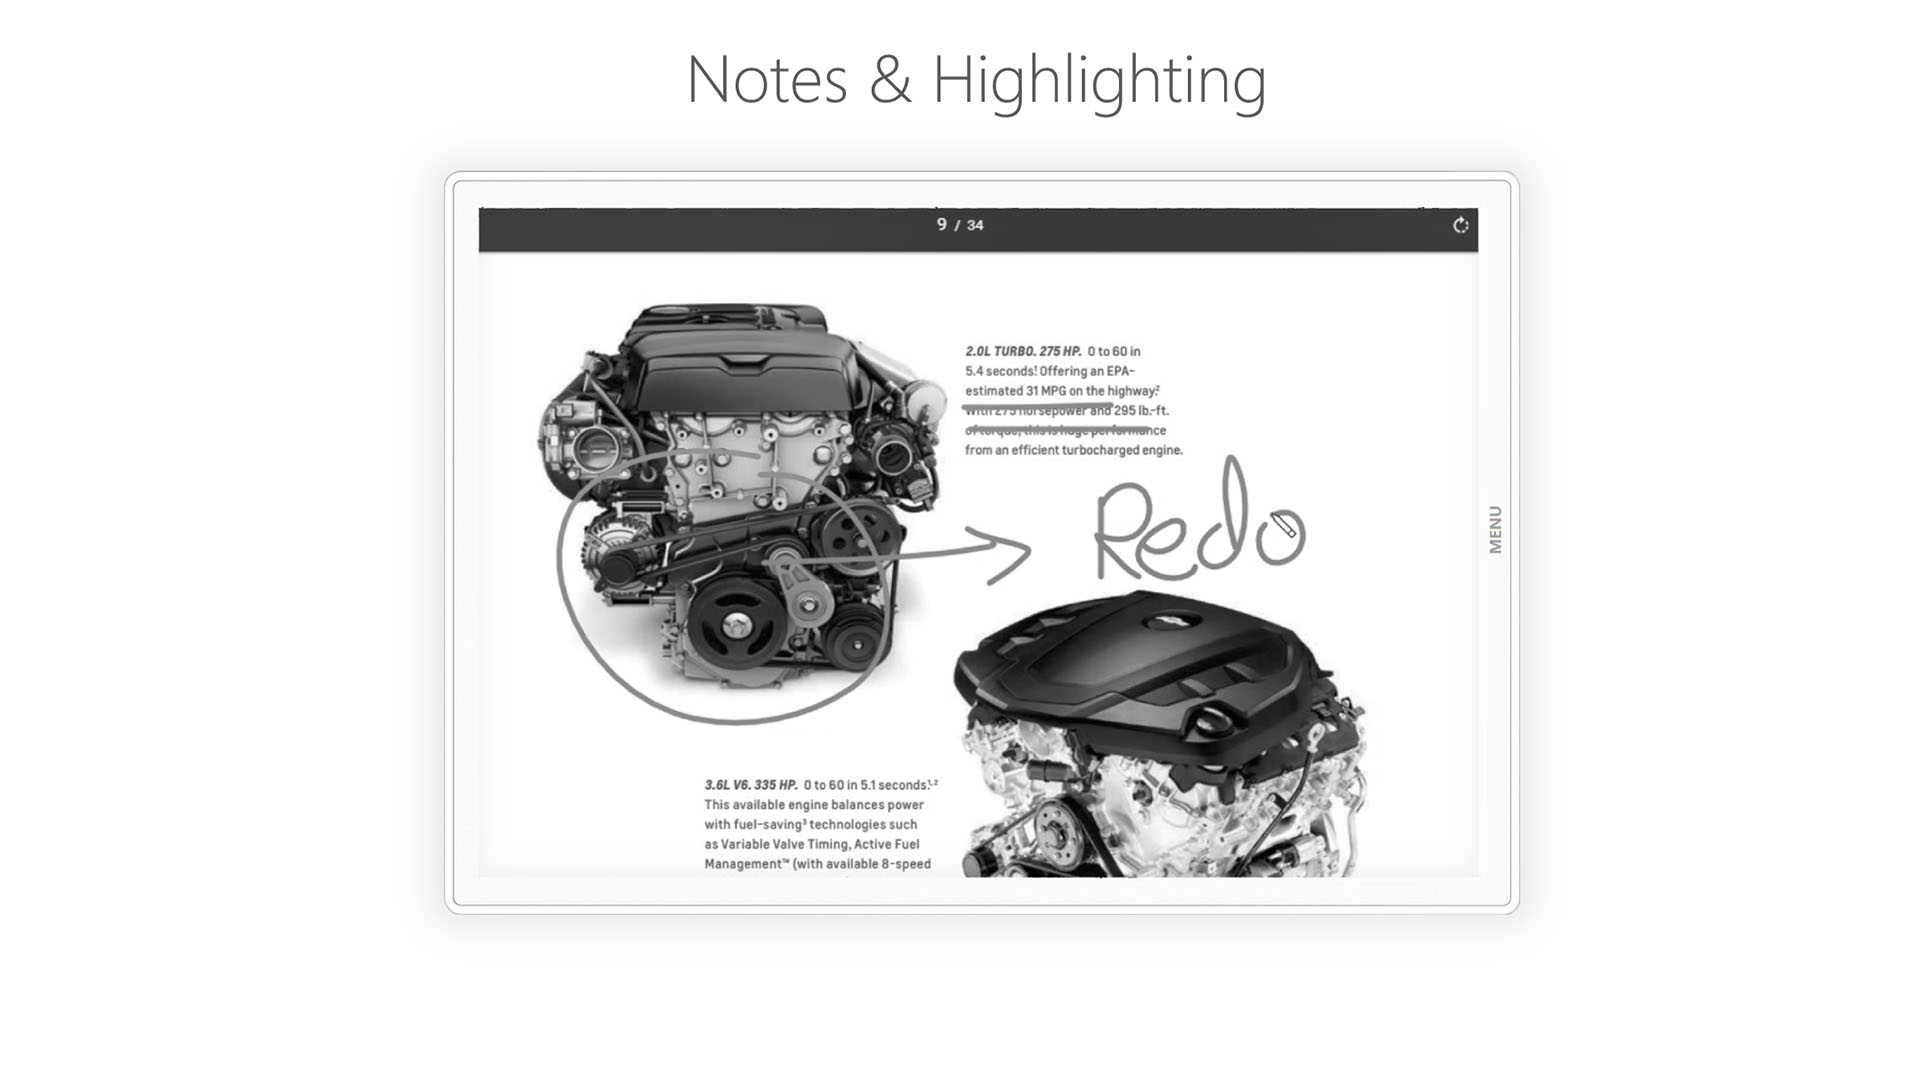 Notes & Highlighting
9 / 34
2.0L TURBO. 275 HP. 0 to 60 in
5.4 seconds! Offering an EPA-
estimated 31 MPG on the highway.²
With 275 horsepower and 295 lb.-ft.
of torque, this is huge performance
from an efficient turbocharged engine.
Redo
MENU
3.6L V6. 335 HP. 0 to 60 in 5.1 seconds.¹,²
This available engine balances power
with fuel-saving³ technologies such
as Variable Valve Timing, Active Fuel
Management™ (with available 8-speed